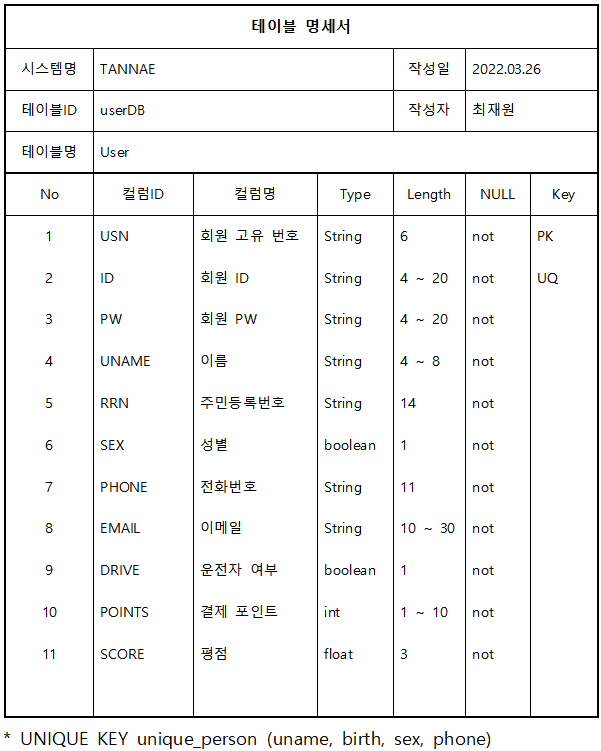 테이블 명세서
시스템명 TANNAE 작성일 2022.03.26
테이블ID userDB 작성자 최재원
테이블명 User
No 컬럼ID 컬럼명 Type Length NULL Key
1 USN 회원 고유 번호 String 6 not PK
2 ID 회원 ID String 4 ~ 20 not UQ
3 PW 회원 PW String 4 ~ 20 not
4 UNAME 이름 String 4 ~ 8 not
5 RRN 주민등록번호 String 14 not
6 SEX 성별 boolean 1 not
7 PHONE 전화번호 String 11 not
8 EMAIL 이메일 String 10 ~ 30 not
9 DRIVE 운전자 여부 boolean 1 not
10 POINTS 결제 포인트 int 1 ~ 10 not
11 SCORE 평점 float 3 not
* UNIQUE KEY unique_person (uname, birth, sex, phone)